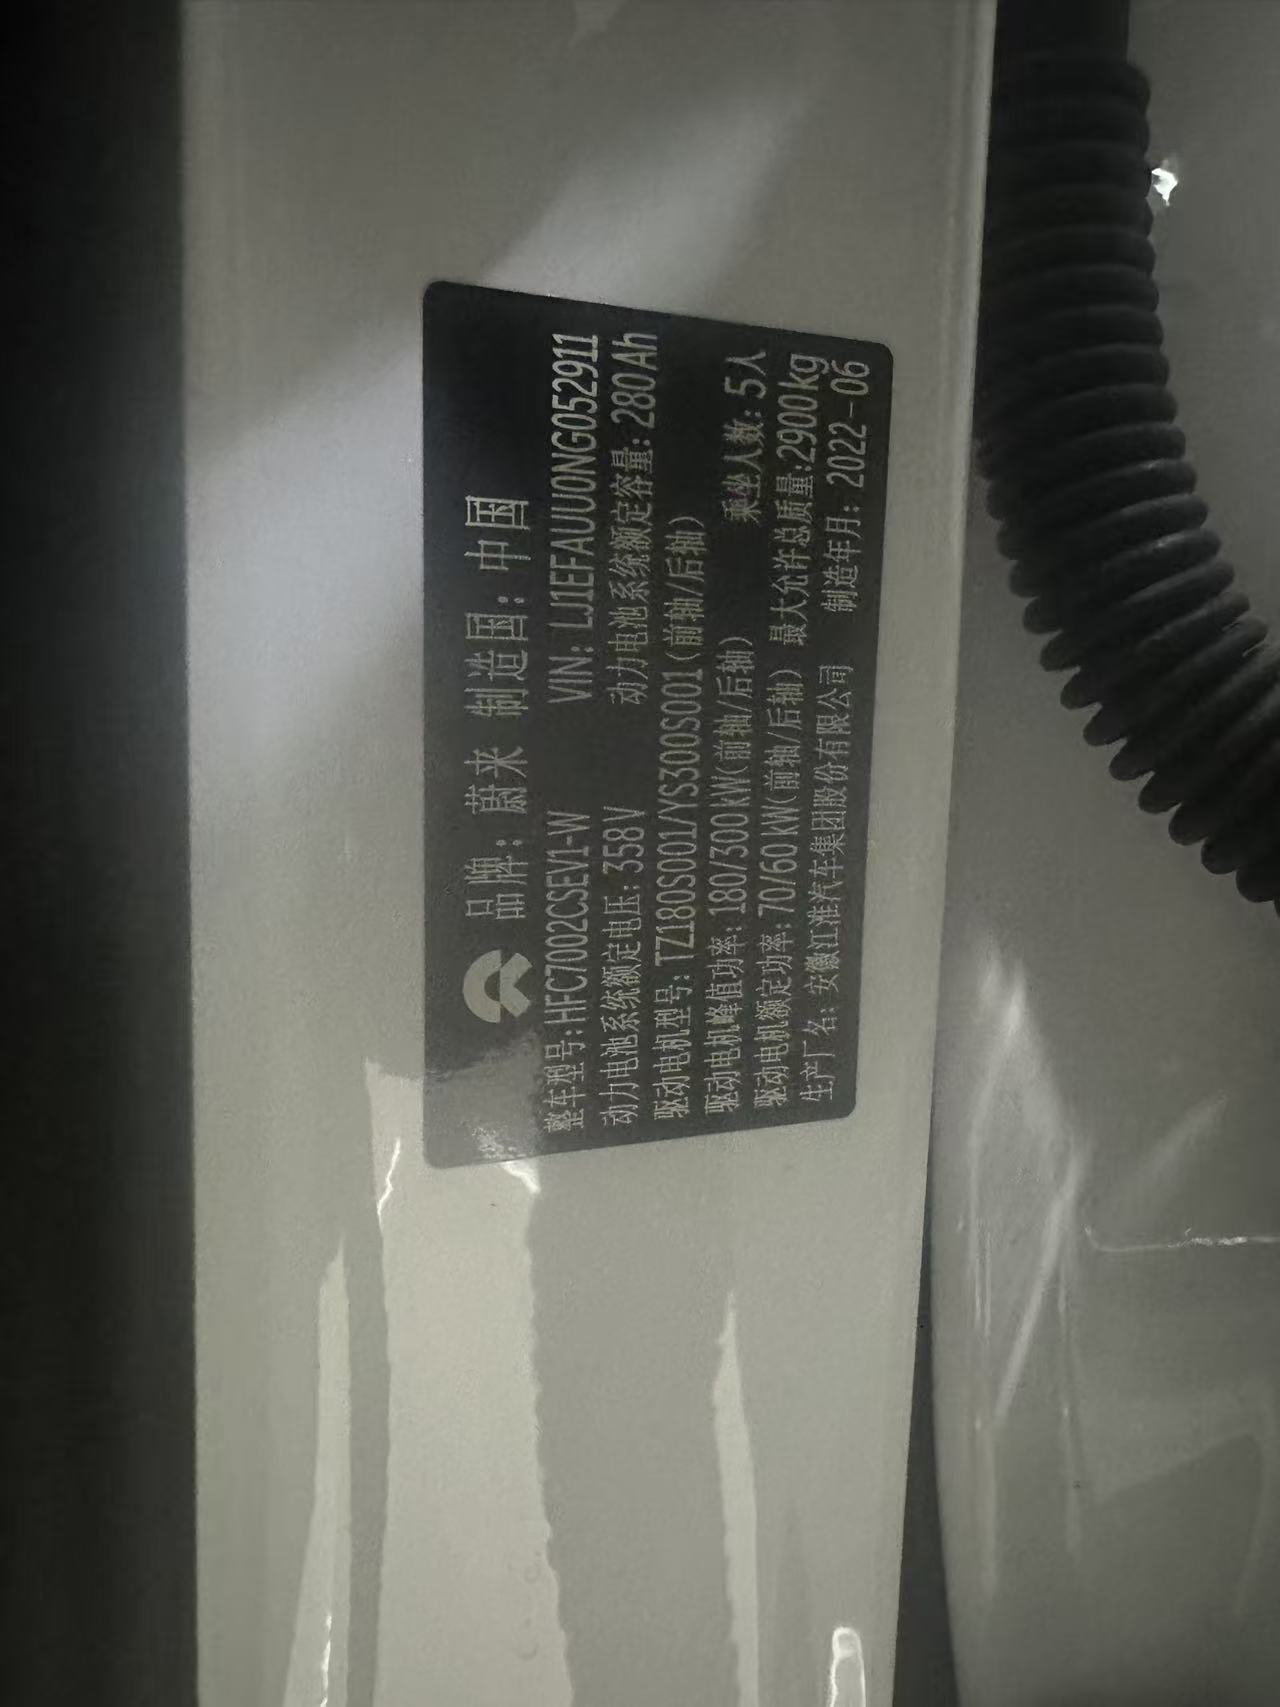 品牌：蔚来 制造国：中国
整车型号:HFC7002CSEV1-W VIN: LJ1EFAUU0NG052911
动力电池系统额定电压: 358V 动力电池系统额定容量: 280Ah
驱动电机型号: TZ180S001/YS300S001(前轴/后轴)
驱动电机峰值功率: 180/300kW(前轴/后轴) 乘坐人数: 5人
驱动电机额定功率: 70/60kW(前轴/后轴) 最大允许总质量:2900kg
生产厂名: 安徽江淮汽车集团股份有限公司 制造年月: 2022-06